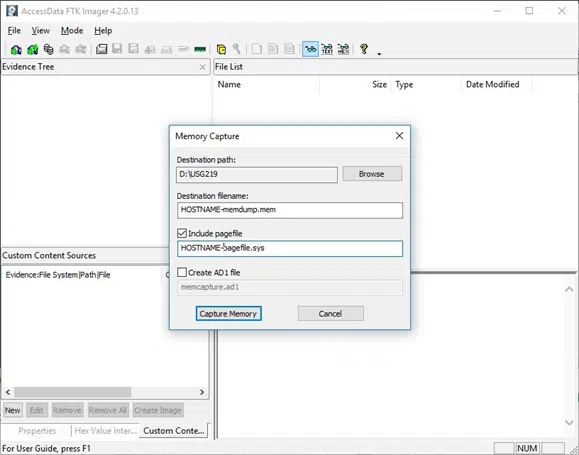 AccessData FTK Imager 4.2.0.13
File View Mode Help
Evidence Tree
File List
Name Size Type Date Modified
Memory Capture
Destination path:
D:\USG219
Browse
Destination filename:
HOSTNAME-memdump.mem
Include pagefile
HOSTNAME-pagefile.sys
Create AD1 file
memcapture.ad1
Capture Memory Cancel
Custom Content Sources
Evidence:File System|Path|File
New Edit Remove Remove All Create Image
Properties Hex Value Inter... Custom Conte...
For User Guide, press F1
NUM